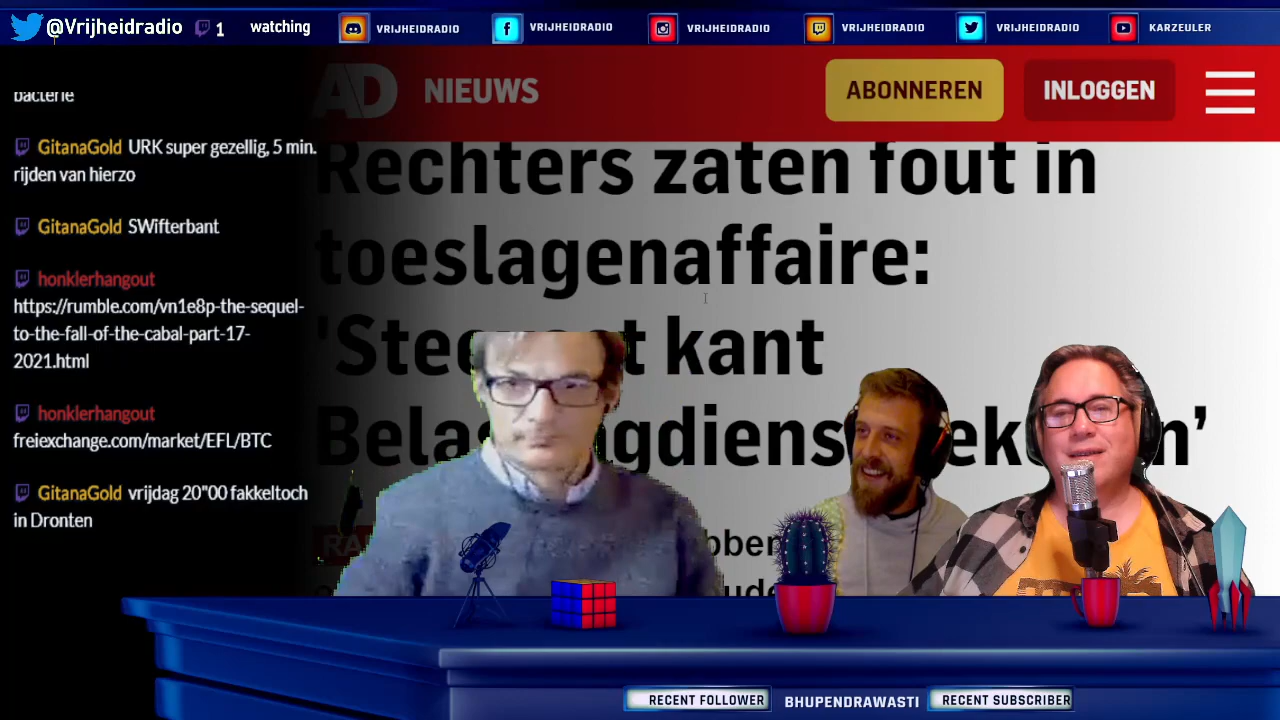 @Vrijheidradio 1 watching VRIJHEIDRADIO VRIJHEIDRADIO VRIJHEIDRADIO VRIJHEIDRADIO VRIJHEIDRADIO KARZEULER
AD NIEUWS ABONNEREN INLOGGEN
bacterie
GitanaGold URK super gezellig, 5 min.
rijden van hierzo
GitanaGold SWifterbant
honklerhangout
https://rumble.com/vn1e8p-the-sequel-
to-the-fall-of-the-cabal-part-17-
2021.html
honklerhangout
freiexchange.com/market/EFL/BTC
GitanaGold vrijdag 20"00 fakkeltoch
in Dronten
Rechters zaten fout in
toeslagenaffaire:
kant
RECENT FOLLOWER BHUPENDRAWASTI RECENT SUBSCRIBER